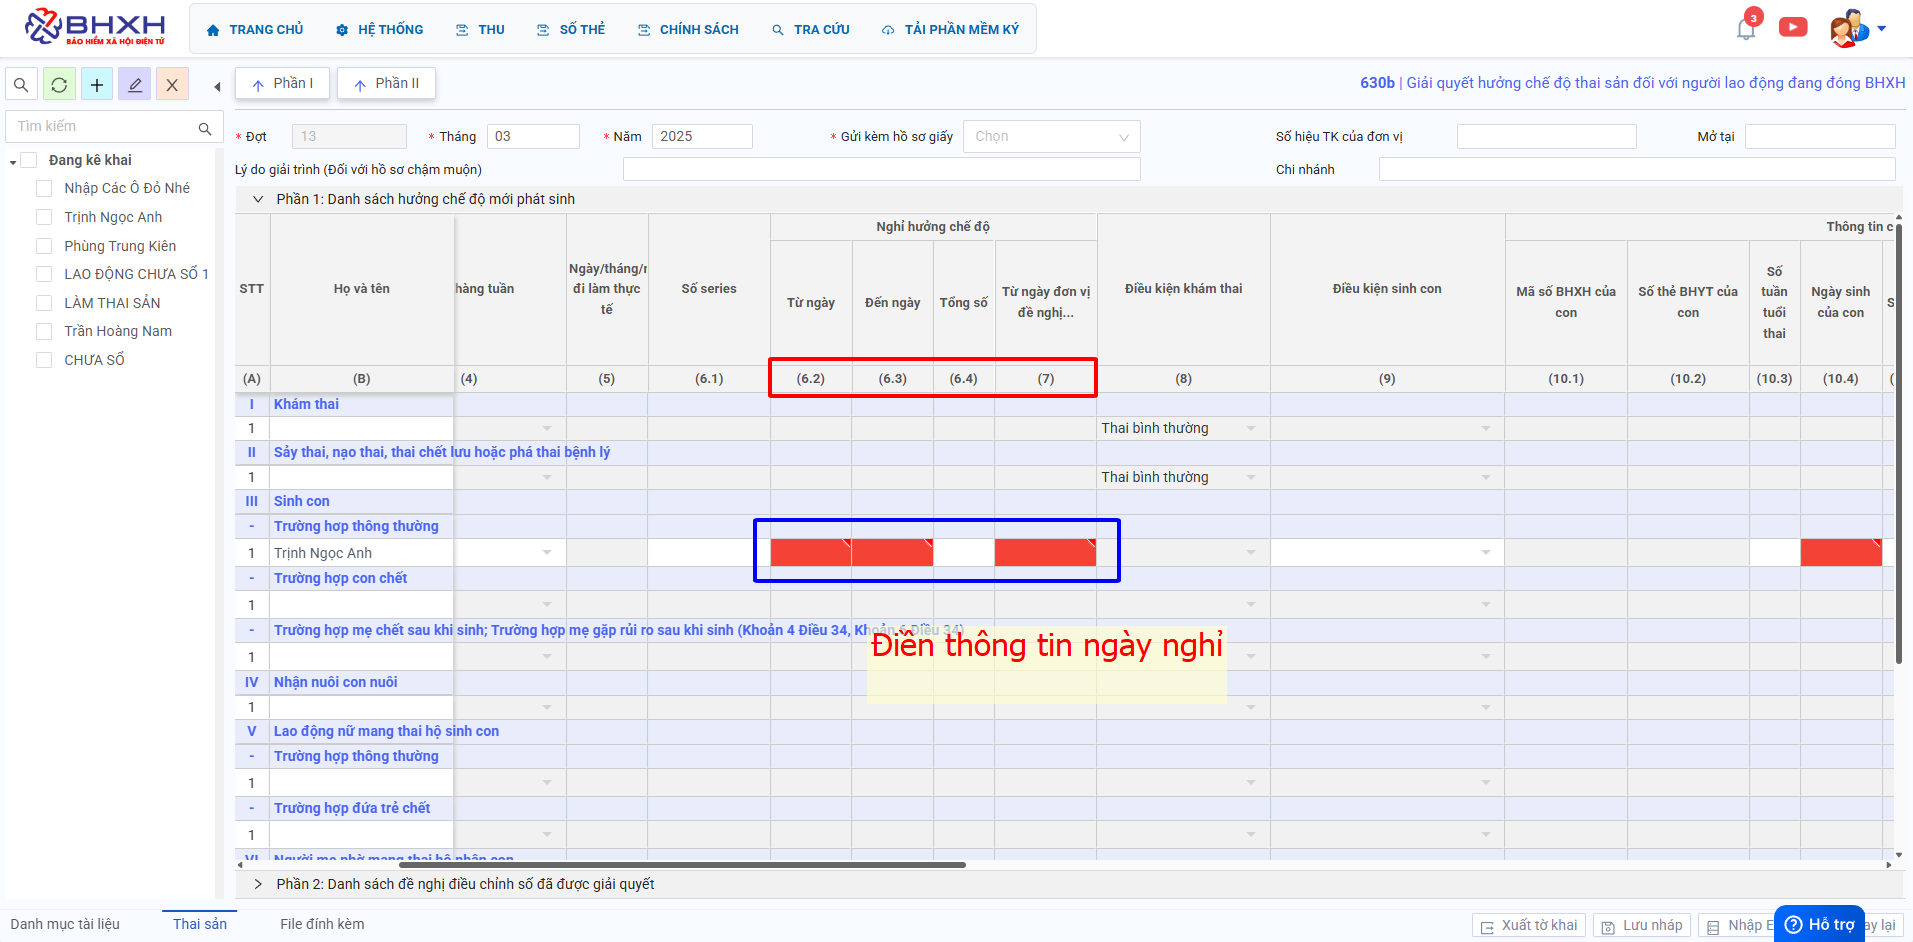 BHXH
BẢO HIỂM XÃ HỘI ĐIỆN TỬ
TRANG CHỦ HỆ THỐNG THU SỔ THẺ CHÍNH SÁCH TRA CỨU TẢI PHẦN MỀM KÝ
3
Phần I Phần II
630b | Giải quyết hưởng chế độ thai sản đối với người lao động đang đóng BHXH
Tìm kiếm
Đang kê khai
Nhập Các Ô Đỏ Nhé
Trịnh Ngọc Anh
Phùng Trung Kiên
LAO ĐỘNG CHƯA SỐ 1
LÀM THAI SẢN
Trần Hoàng Nam
CHƯA SỔ
* Đợt 13 * Tháng 03 * Năm 2025 * Gửi kèm hồ sơ giấy Chọn Số hiệu TK của đơn vị Mở tại
Lý do giải trình (Đối với hồ sơ chậm muộn) Chi nhánh
Phần 1: Danh sách hưởng chế độ mới phát sinh
Nghỉ hưởng chế độ Thông tin c
STT Họ và tên hàng tuần Ngày/tháng/r đi làm thực tế Số series Từ ngày Đến ngày Tổng số Từ ngày đơn vị đề nghị... Điều kiện khám thai Điều kiện sinh con Mã số BHXH của con Số thẻ BHYT của con Số tuần tuổi thai Ngày sinh của con S
(A) (B) (4) (5) (6.1) (6.2) (6.3) (6.4) (7) (8) (9) (10.1) (10.2) (10.3) (10.4) (
I Khám thai
1 Thai bình thường
II Sảy thai, nạo thai, thai chết lưu hoặc phá thai bệnh lý
1 Thai bình thường
III Sinh con
- Trường hợp thông thường
1 Trịnh Ngọc Anh
- Trường hợp con chết
1
- Trường hợp mẹ chết sau khi sinh; Trường hợp mẹ gặp rủi ro sau khi sinh (Khoản 4 Điều 34, Khoản 6 Điều 34)
Điền thông tin ngày nghỉ
1
IV Nhận nuôi con nuôi
1
V Lao động nữ mang thai hộ sinh con
- Trường hợp thông thường
1
- Trường hợp đứa trẻ chết
1
VI Người mẹ nhờ mang thai hộ nhận con
Phần 2: Danh sách đề nghị điều chỉnh số đã được giải quyết
Danh mục tài liệu Thai sản File đính kèm
Xuất tờ khai Lưu nháp Nhập E Hỗ trợ ay lại